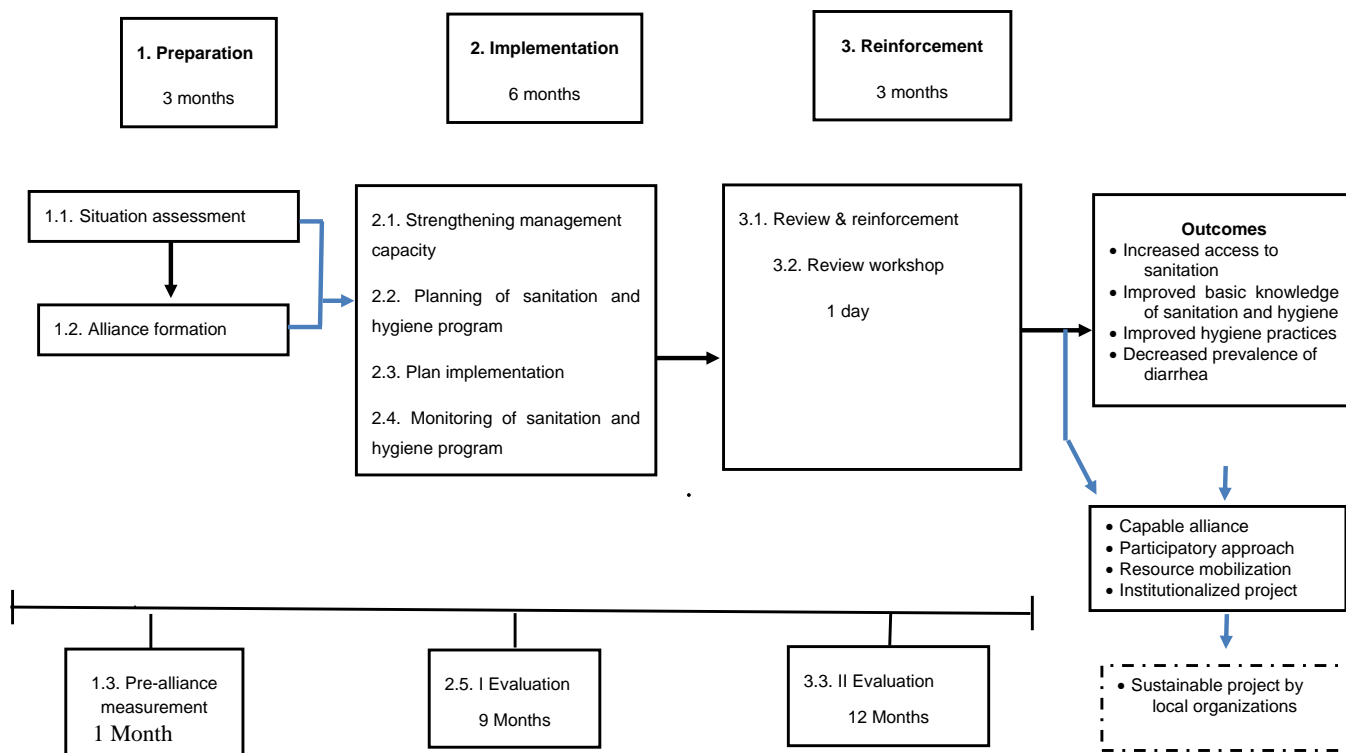 1. Preparation
3 months
2. Implementation
6 months
3. Reinforcement
3 months
1.1. Situation assessment
1.2. Alliance formation
2.1. Strengthening management
capacity
2.2. Planning of sanitation and
hygiene program
2.3. Plan implementation
2.4. Monitoring of sanitation and
hygiene program
3.1. Review & reinforcement
3.2. Review workshop
1 day
Outcomes
• Increased access to
sanitation
• Improved basic knowledge
of sanitation and hygiene
• Improved hygiene practices
• Decreased prevalence of
diarrhea
• Capable alliance
• Participatory approach
• Resource mobilization
• Institutionalized project
1.3. Pre-alliance
measurement
1 Month
2.5. I Evaluation
9 Months
3.3. II Evaluation
12 Months
• Sustainable project by
local organizations